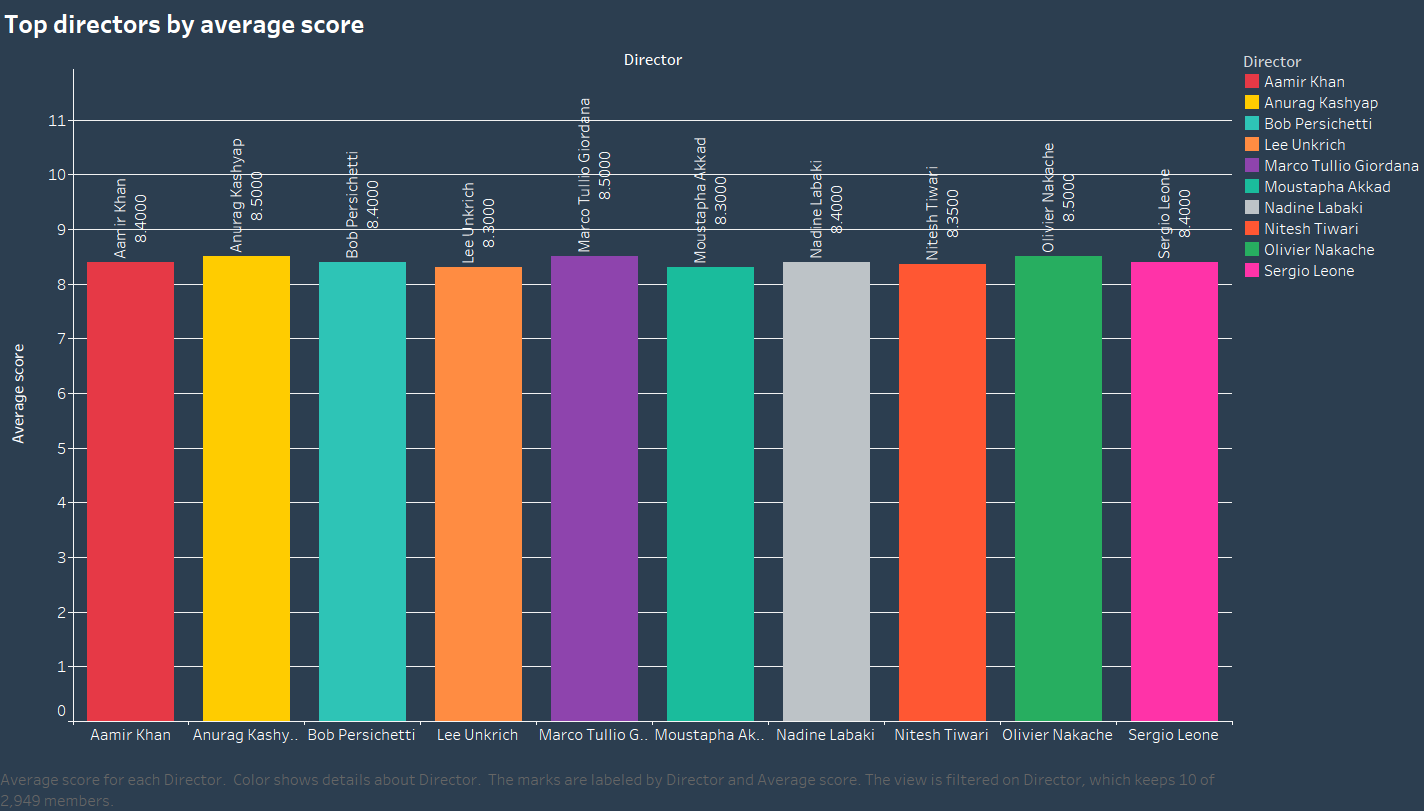 Top directors by average score
Director
Average score
11
10
9
8
7
6
5
4
3
2
1
0
Aamir Khan
8.4000
Anurag Kashyap
8.5000
Bob Persichetti
8.4000
Lee Unkrich
8.3000
Marco Tullio Giordana
8.5000
Moustapha Akkad
8.3000
Nadine Labaki
8.4000
Nitesh Tiwari
8.3500
Olivier Nakache
8.5000
Sergio Leone
8.4000
Aamir Khan
Anurag Kashy..
Bob Persichetti
Lee Unkrich
Marco Tullio G..
Moustapha Ak..
Nadine Labaki
Nitesh Tiwari
Olivier Nakache
Sergio Leone
Director
Aamir Khan
Anurag Kashyap
Bob Persichetti
Lee Unkrich
Marco Tullio Giordana
Moustapha Akkad
Nadine Labaki
Nitesh Tiwari
Olivier Nakache
Sergio Leone
Average score for each Director.  Color shows details about Director.  The marks are labeled by Director and Average score. The view is filtered on Director, which keeps 10 of
2,949 members.